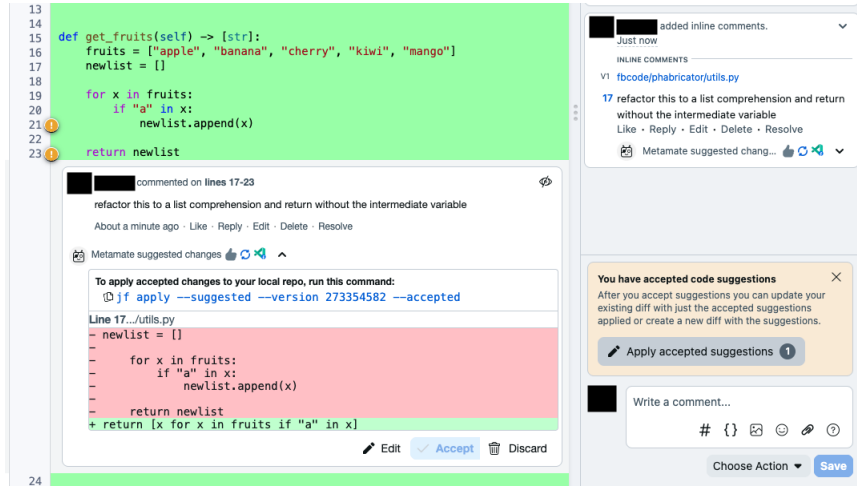 13
14
15 def get_fruits(self) -> [str]:
16 fruits = ["apple", "banana", "cherry", "kiwi", "mango"]
17 newlist = []
18
19 for x in fruits:
20 if "a" in x:
21 newlist.append(x)
22
23 return newlist
commented on lines 17-23
refactor this to a list comprehension and return without the intermediate variable
About a minute ago · Like · Reply · Edit · Delete · Resolve
Metamate suggested changes
To apply accepted changes to your local repo, run this command:
jf apply --suggested --version 273354582 --accepted
Line 17.../utils.py
- newlist = []
-
- for x in fruits:
- if "a" in x:
- newlist.append(x)
-
- return newlist
+ return [x for x in fruits if "a" in x]
Edit Accept Discard
24
added inline comments.
Just now
INLINE COMMENTS
V1 fbcode/phabricator/utils.py
17 refactor this to a list comprehension and return
without the intermediate variable
Like · Reply · Edit · Delete · Resolve
Metamate suggested chang...
You have accepted code suggestions
After you accept suggestions you can update your
existing diff with just the accepted suggestions
applied or create a new diff with the suggestions.
Apply accepted suggestions 1
Write a comment...
Choose Action Save